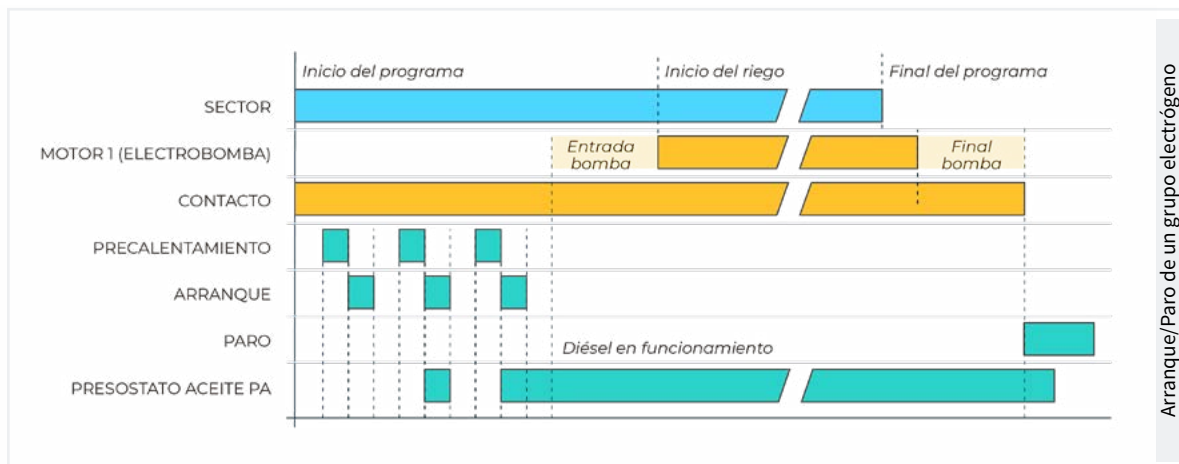 Inicio del programa
Inicio del riego
Final del programa
SECTOR
MOTOR 1 (ELECTROBOMBA)
Entrada
bomba
Final
bomba
CONTACTO
PRECALENTAMIENTO
ARRANQUE
PARO
Diésel en funcionamiento
PRESOSTATO ACEITE PA
Arranque/Paro de un grupo electrógeno